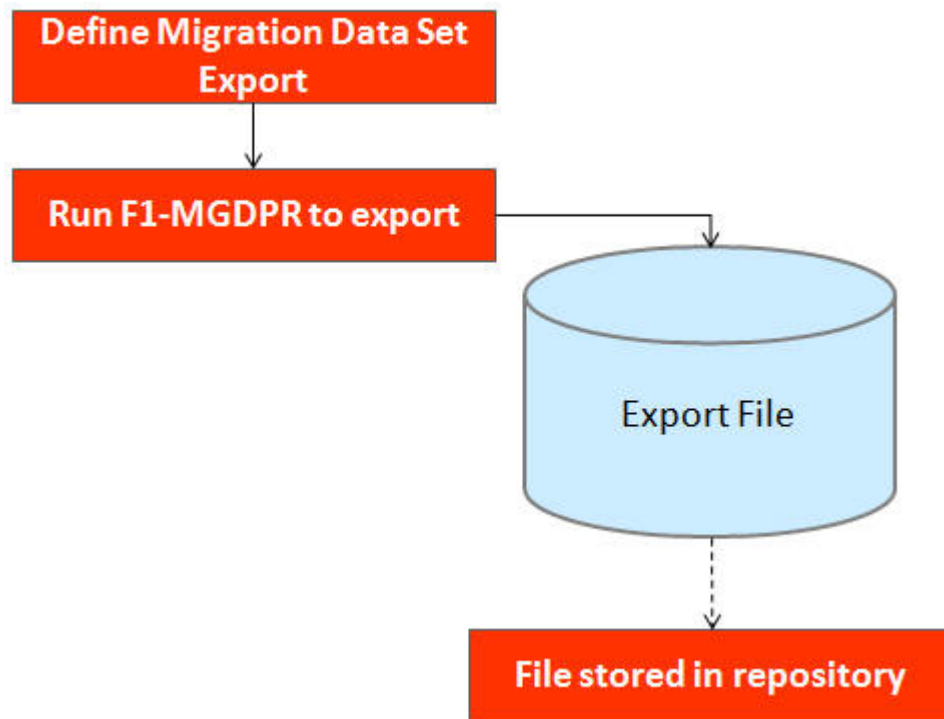 Define Migration Data Set
Export
Run F1-MGDPR to export
Export File
File stored in repository